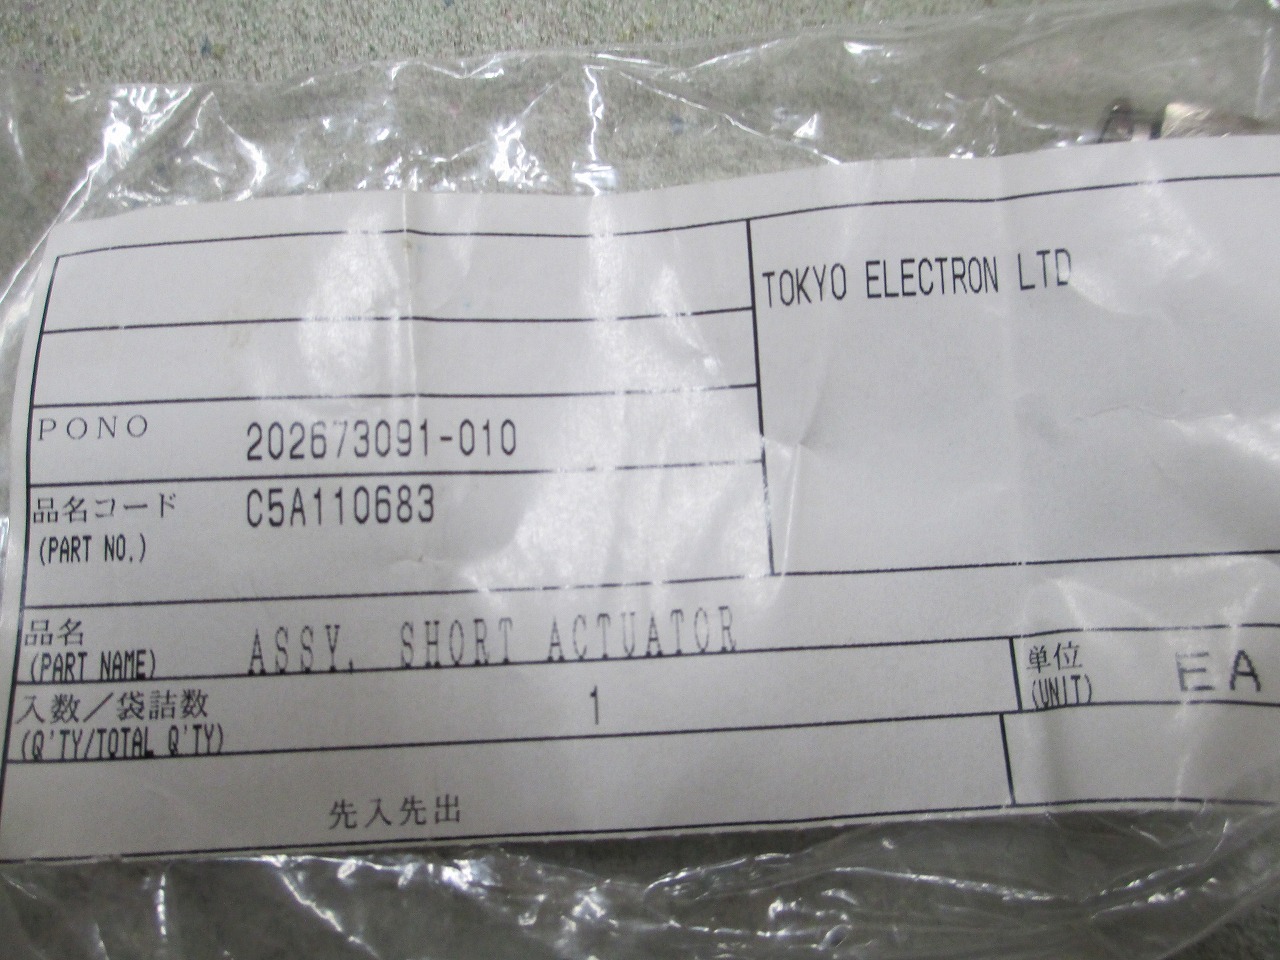 TOKYO ELECTRON LTD
PONO 202673091-010
品名コード C5A110683
(PART NO.)
品名 ASSY, SHORT ACTUATOR
(PART NAME)
単位 EA
(UNIT)
入数／袋詰数 1
(Q'TY/TOTAL Q'TY)
先入先出